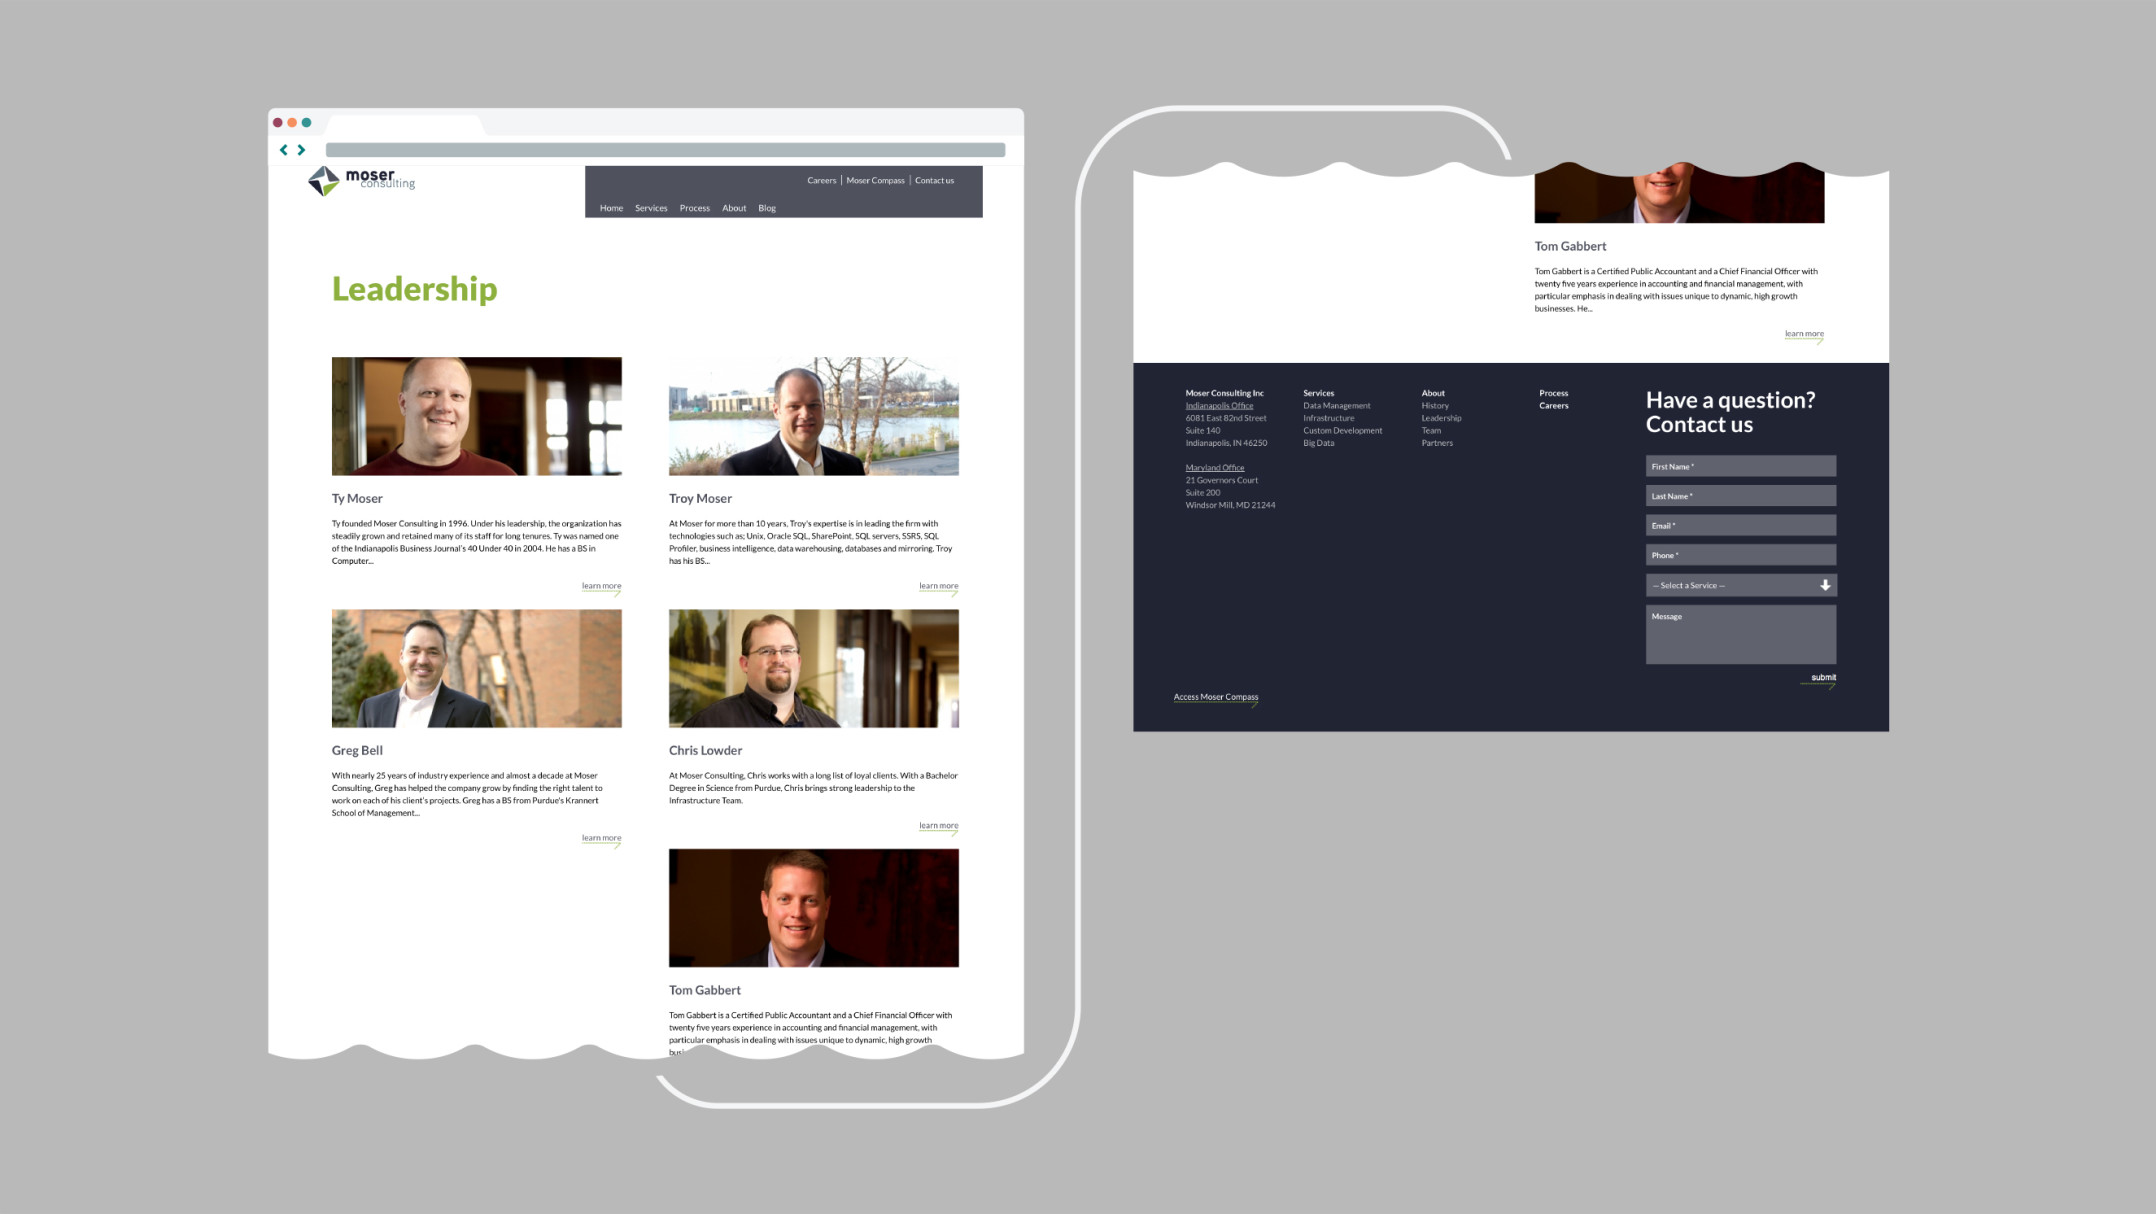 moser
consulting
Careers | Moser Compass | Contact us
Home Services Process About Blog
Leadership
Ty Moser
Ty founded Moser Consulting in 1996. Under his leadership, the organization has
steadily grown and retained many of its staff for long tenures. Ty was named one
of the Indianapolis Business Journal's 40 Under 40 in 2004. He has a BS in
Computer...
learn more
Troy Moser
At Moser for more than 10 years, Troy's expertise is in leading the firm with
technologies such as; Unix, Oracle SQL, SharePoint, SQL servers, SSRS, SQL
Profiler, business intelligence, data warehousing, databases and mirroring. Troy
has his BS...
learn more
Greg Bell
With nearly 25 years of industry experience and almost a decade at Moser
Consulting, Greg has helped the company grow by finding the right talent to
work on each of his client's projects. Greg has a BS from Purdue's Krannert
School of Management...
learn more
Chris Lowder
At Moser Consulting, Chris works with a long list of loyal clients. With a Bachelor
Degree in Science from Purdue, Chris brings strong leadership to the
Infrastructure Team.
learn more
Tom Gabbert
Tom Gabbert is a Certified Public Accountant and a Chief Financial Officer with
twenty five years experience in accounting and financial management, with
particular emphasis in dealing with issues unique to dynamic, high growth
Tom Gabbert
Tom Gabbert is a Certified Public Accountant and a Chief Financial Officer with
twenty five years experience in accounting and financial management, with
particular emphasis in dealing with issues unique to dynamic, high growth
businesses. He...
learn more
Moser Consulting Inc
Indianapolis Office
6081 East 82nd Street
Suite 140
Indianapolis, IN 46250
Maryland Office
21 Governors Court
Suite 200
Windsor Mill, MD 21244
Services
Data Management
Infrastructure
Custom Development
Big Data
About
History
Leadership
Team
Partners
Process
Careers
Have a question?
Contact us
First Name *
Last Name *
Email *
Phone *
— Select a Service —
Message
submit
Access Moser Compass